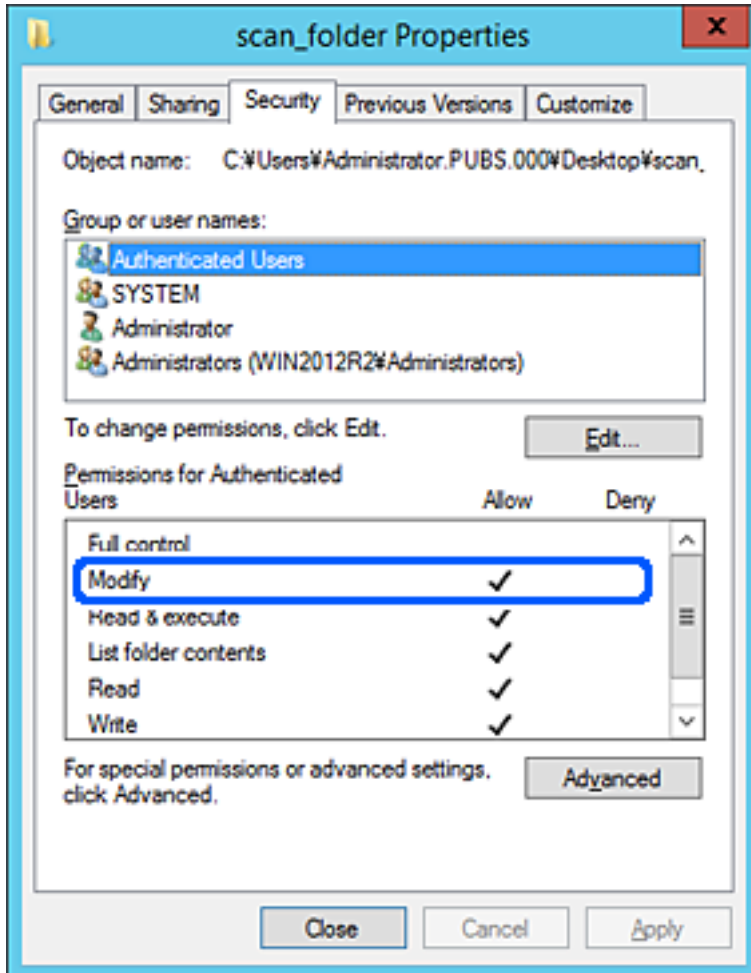 scan_folder Properties
x
General Sharing Security Previous Versions Customize
Object name: C:¥Users¥Administrator.PUBS.000¥Desktop¥scan_
Group or user names:
Authenticated Users
SYSTEM
Administrator
Administrators (WIN2012R2¥Administrators)
To change permissions, click Edit.
Edit...
Permissions for Authenticated
Users Allow Deny
Full control
Modify
Read & execute
List folder contents
Read
Write
For special permissions or advanced settings,
click Advanced.
Advanced
Close Cancel Apply